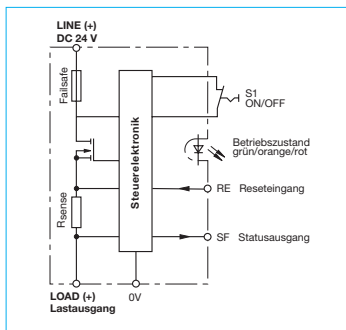 LINE (+)
DC 24 V
Failsafe
S1
ON/OFF
Steuerelektronik
Betriebszustand
grün/orange/rot
RE Reseteingang
Rsense
SF Statusausgang
LOAD (+)
Lastausgang
0V